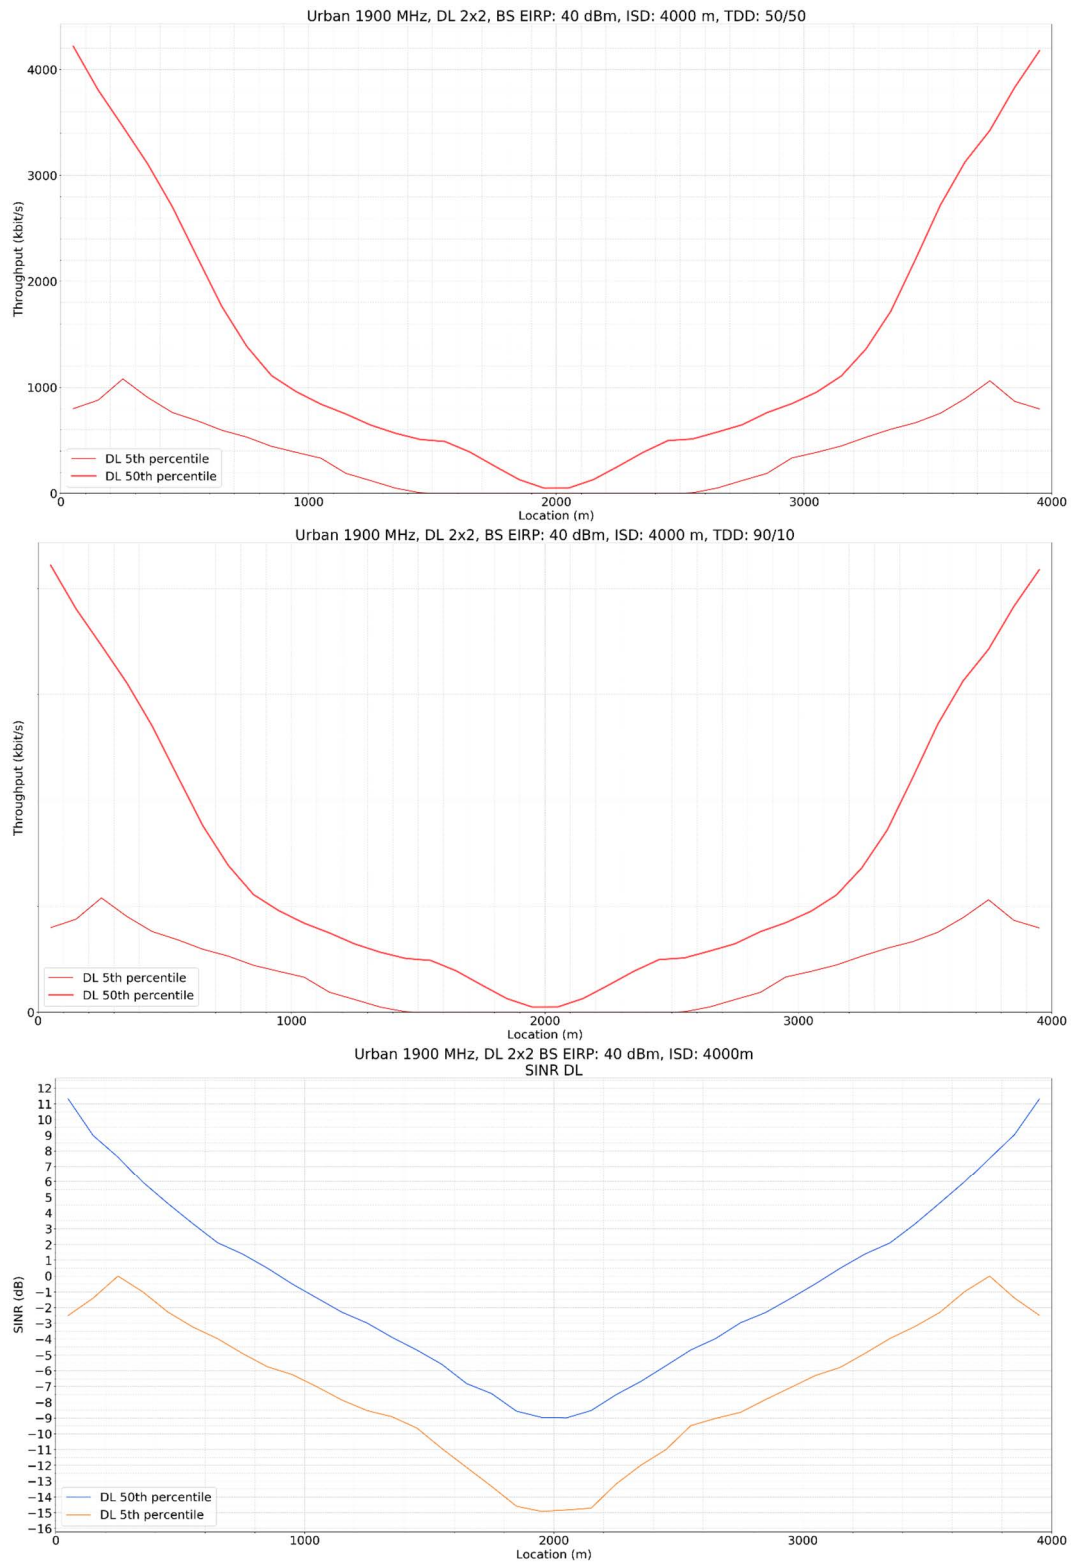 Urban 1900 MHz, DL 2x2, BS EIRP: 40 dBm, ISD: 4000 m, TDD: 50/50
4000
3000
2000
1000
0
Throughput (kbit/s)
DL 5th percentile
DL 50th percentile
0 1000 2000 3000 4000
Location (m)
Urban 1900 MHz, DL 2x2, BS EIRP: 40 dBm, ISD: 4000 m, TDD: 90/10
Throughput (kbit/s)
DL 5th percentile
DL 50th percentile
0
0 1000 2000 3000 4000
Location (m)
Urban 1900 MHz, DL 2x2 BS EIRP: 40 dBm, ISD: 4000m
SINR DL
12
11
10
9
8
7
6
5
4
3
2
1
0
−1
−2
−3
−4
−5
−6
−7
−8
−9
−10
−11
−12
−13
−14
−15
−16
SINR (dB)
DL 50th percentile
DL 5th percentile
0 1000 2000 3000 4000
Location (m)